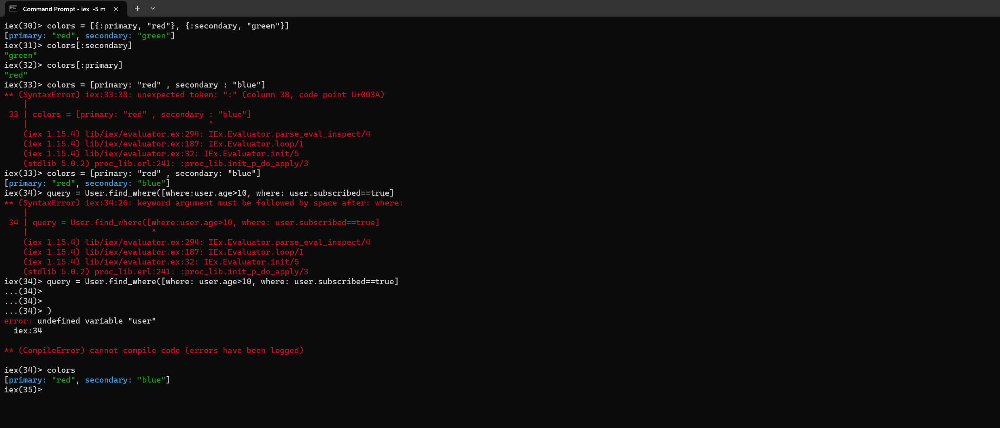 Command Prompt - iex  -S m
iex(30)> colors = [{:primary, "red"}, {:secondary, "green"}]
[primary: "red", secondary: "green"]
iex(31)> colors[:secondary]
"green"
iex(32)> colors[:primary]
"red"
iex(33)> colors = [primary: "red" , secondary : "blue"]
** (SyntaxError) iex:33:38: unexpected token: ":" (column 38, code point U+003A)
    |
 33 | colors = [primary: "red" , secondary : "blue"]
    |                                      ^
    (iex 1.15.4) lib/iex/evaluator.ex:294: IEx.Evaluator.parse_eval_inspect/4
    (iex 1.15.4) lib/iex/evaluator.ex:187: IEx.Evaluator.loop/1
    (iex 1.15.4) lib/iex/evaluator.ex:32: IEx.Evaluator.init/5
    (stdlib 5.0.2) proc_lib.erl:241: :proc_lib.init_p_do_apply/3
iex(33)> colors = [primary: "red" , secondary: "blue"]
[primary: "red", secondary: "blue"]
iex(34)> query = User.find_where([where:user.age>10, where: user.subscribed==true]
** (SyntaxError) iex:34:26: keyword argument must be followed by space after: where:
    |
 34 | query = User.find_where([where:user.age>10, where: user.subscribed==true]
    |                          ^
    (iex 1.15.4) lib/iex/evaluator.ex:294: IEx.Evaluator.parse_eval_inspect/4
    (iex 1.15.4) lib/iex/evaluator.ex:187: IEx.Evaluator.loop/1
    (iex 1.15.4) lib/iex/evaluator.ex:32: IEx.Evaluator.init/5
    (stdlib 5.0.2) proc_lib.erl:241: :proc_lib.init_p_do_apply/3
iex(34)> query = User.find_where([where: user.age>10, where: user.subscribed==true]
...(34)>
...(34)>
...(34)> )
error: undefined variable "user"
  iex:34
** (CompileError) cannot compile code (errors have been logged)
iex(34)> colors
[primary: "red", secondary: "blue"]
iex(35)>